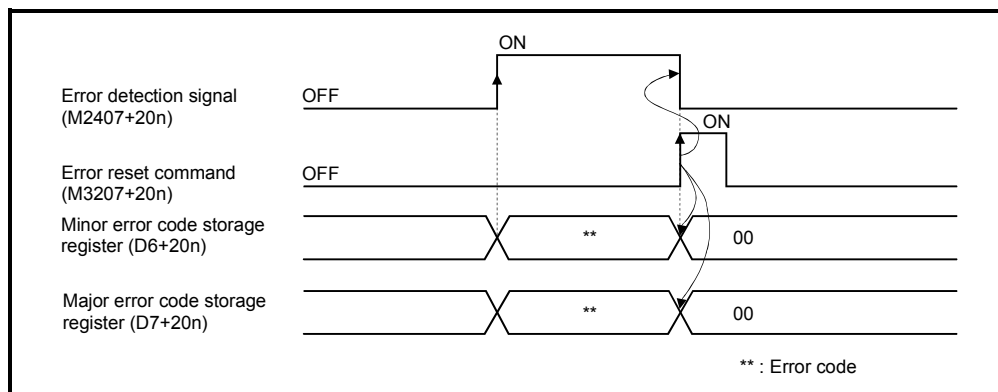 ON
Error detection signal
(M2407+20n)
OFF
ON
Error reset command
(M3207+20n)
OFF
Minor error code storage
register (D6+20n)
**
00
Major error code storage
register (D7+20n)
**
00
** : Error code